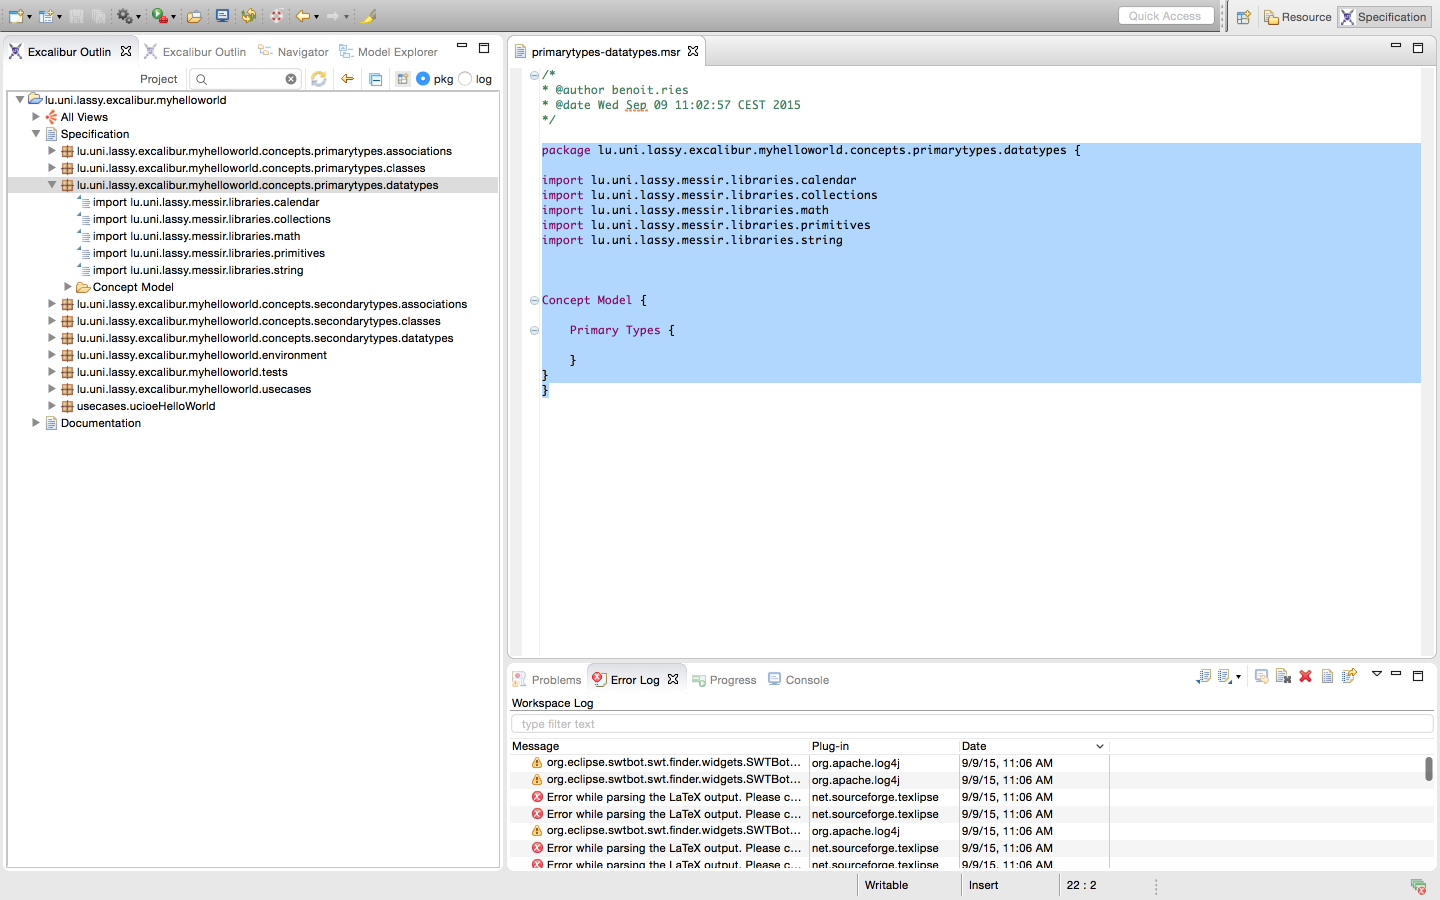 Quick Access
Resource
Specification
Excalibur Outlin
Excalibur Outlin
Navigator
Model Explorer
Project
pkg
log
lu.uni.lassy.excalibur.myhelloworld
All Views
Specification
lu.uni.lassy.excalibur.myhelloworld.concepts.primarytypes.associations
lu.uni.lassy.excalibur.myhelloworld.concepts.primarytypes.classes
lu.uni.lassy.excalibur.myhelloworld.concepts.primarytypes.datatypes
import lu.uni.lassy.messir.libraries.calendar
import lu.uni.lassy.messir.libraries.collections
import lu.uni.lassy.messir.libraries.math
import lu.uni.lassy.messir.libraries.primitives
import lu.uni.lassy.messir.libraries.string
Concept Model
lu.uni.lassy.excalibur.myhelloworld.concepts.secondarytypes.associations
lu.uni.lassy.excalibur.myhelloworld.concepts.secondarytypes.classes
lu.uni.lassy.excalibur.myhelloworld.concepts.secondarytypes.datatypes
lu.uni.lassy.excalibur.myhelloworld.environment
lu.uni.lassy.excalibur.myhelloworld.tests
lu.uni.lassy.excalibur.myhelloworld.usecases
usecases.ucioeHelloWorld
Documentation
primarytypes-datatypes.msr
/*
* @author benoit.ries
* @date Wed Sep 09 11:02:57 CEST 2015
*/
package lu.uni.lassy.excalibur.myhelloworld.concepts.primarytypes.datatypes {
import lu.uni.lassy.messir.libraries.calendar
import lu.uni.lassy.messir.libraries.collections
import lu.uni.lassy.messir.libraries.math
import lu.uni.lassy.messir.libraries.primitives
import lu.uni.lassy.messir.libraries.string
Concept Model {
Primary Types {
}
}
}
Problems
Error Log
Progress
Console
Workspace Log
type filter text
Message Plug-in Date
org.eclipse.swtbot.swt.finder.widgets.SWTBot... org.apache.log4j 9/9/15, 11:06 AM
org.eclipse.swtbot.swt.finder.widgets.SWTBot... org.apache.log4j 9/9/15, 11:06 AM
Error while parsing the LaTeX output. Please c... net.sourceforge.texlipse 9/9/15, 11:06 AM
Error while parsing the LaTeX output. Please c... net.sourceforge.texlipse 9/9/15, 11:06 AM
org.eclipse.swtbot.swt.finder.widgets.SWTBot... org.apache.log4j 9/9/15, 11:06 AM
Error while parsing the LaTeX output. Please c... net.sourceforge.texlipse 9/9/15, 11:06 AM
Error while parsing the LaTeX output. Please c... net.sourceforge.texlipse 9/9/15, 11:06 AM
Writable
Insert
22 : 2